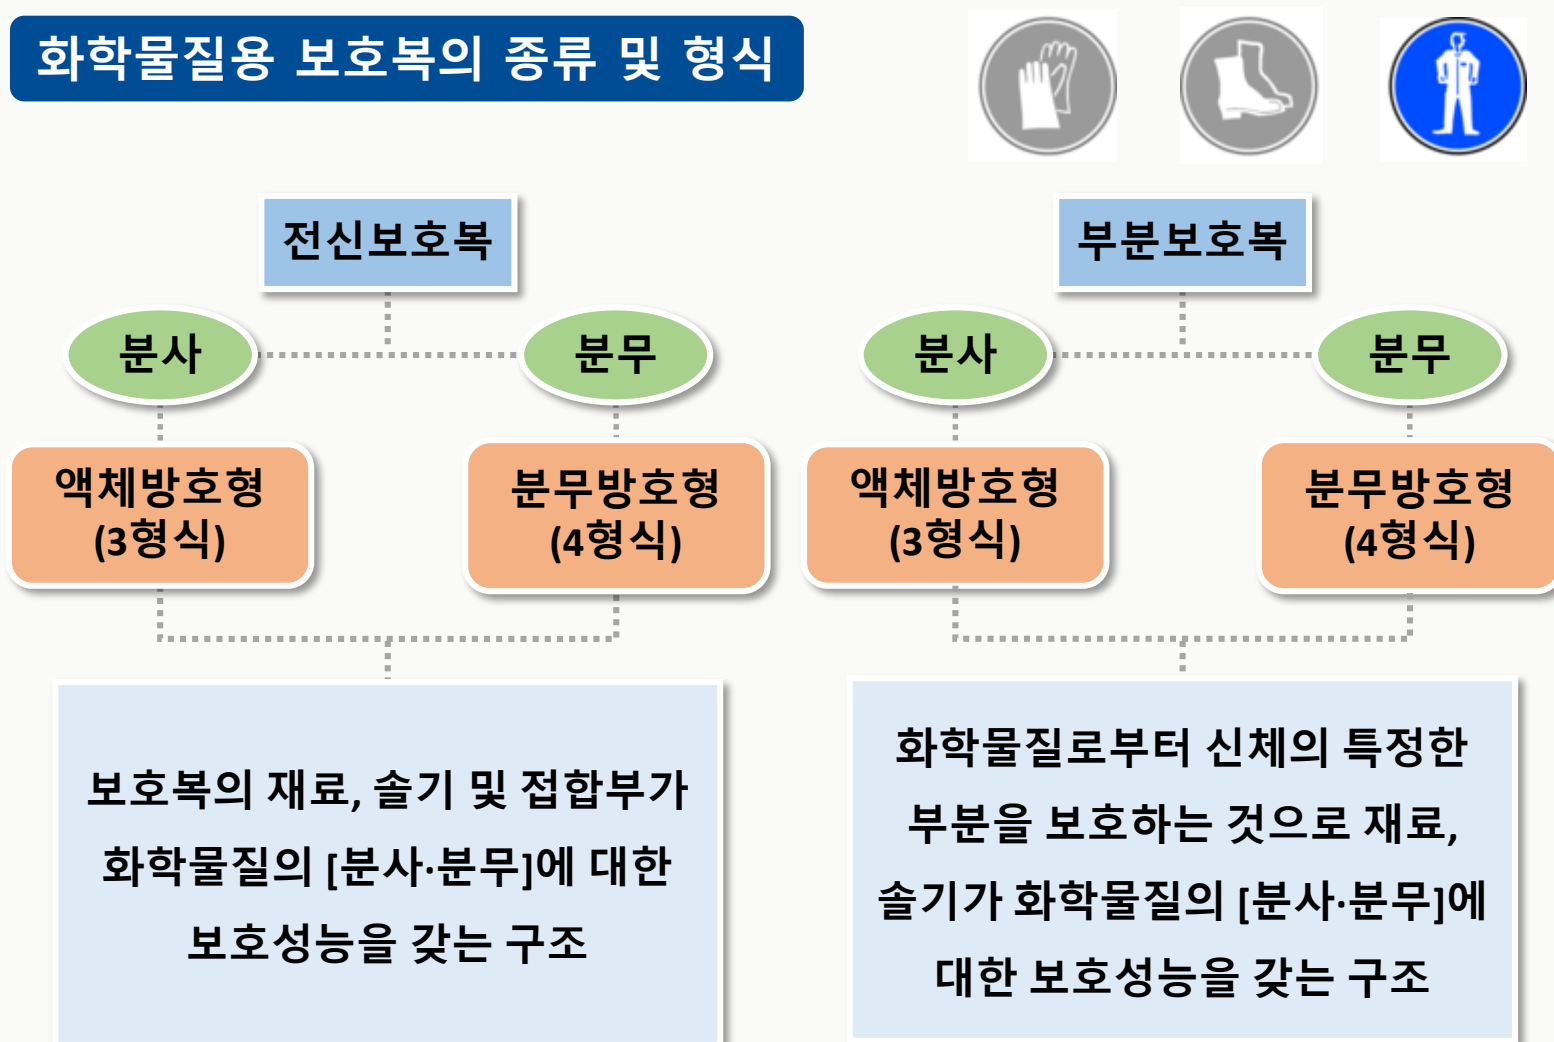 화학물질용 보호복의 종류 및 형식
전신보호복
분사
분무
액체방호형
(3형식)
분무방호형
(4형식)
보호복의 재료, 솔기 및 접합부가
화학물질의 [분사·분무]에 대한
보호성능을 갖는 구조
부분보호복
분사
분무
액체방호형
(3형식)
분무방호형
(4형식)
화학물질로부터 신체의 특정한
부분을 보호하는 것으로 재료,
솔기가 화학물질의 [분사·분무]에
대한 보호성능을 갖는 구조